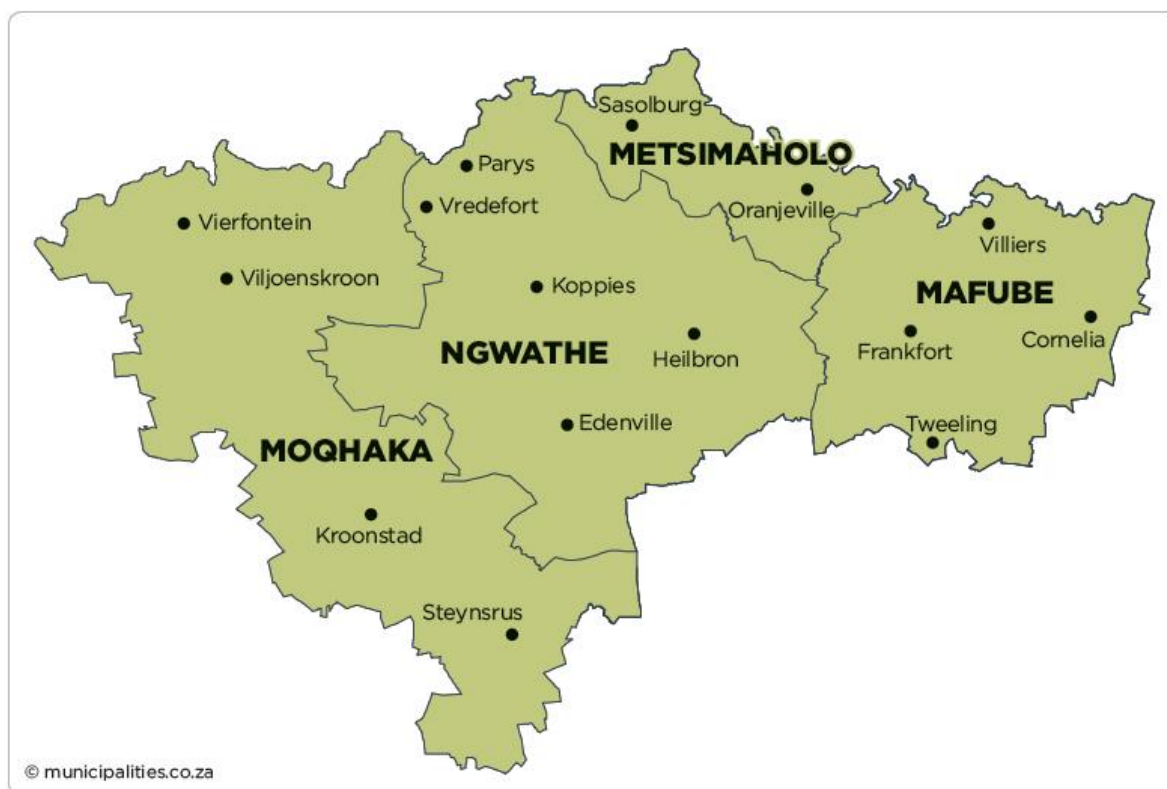 Sasolburg
METSIMAHOLO
Parys
Oranjeville
Vredefort
Vierfontein
Villiers
Viljoenskroon
Koppies
MAFUBE
Cornelia
NGWATHE
Heilbron
Frankfort
Edenville
Tweeling
MOQHAKA
Kroonstad
Steynsrus
© municipalities.co.za